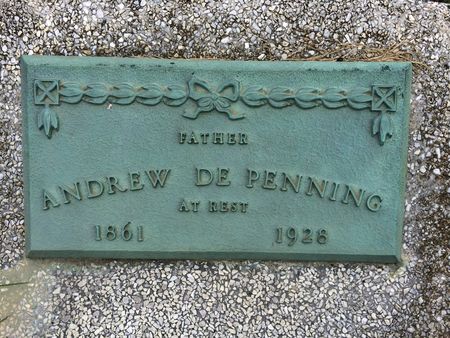 FATHER
ANDREW DE PENNING
AT REST
1861 1928